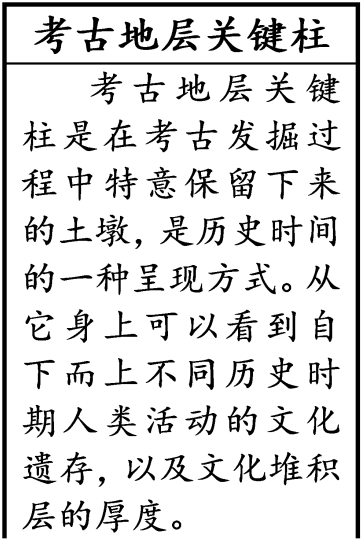 考古地层关键柱
考古地层关键
柱是在考古发掘过
程中特意保留下来
的土墩，是历史时间
的一种呈现方式。从
它身上可以看到自
下而上不同历史时
期人类活动的文化
遗存，以及文化堆积
层的厚度。